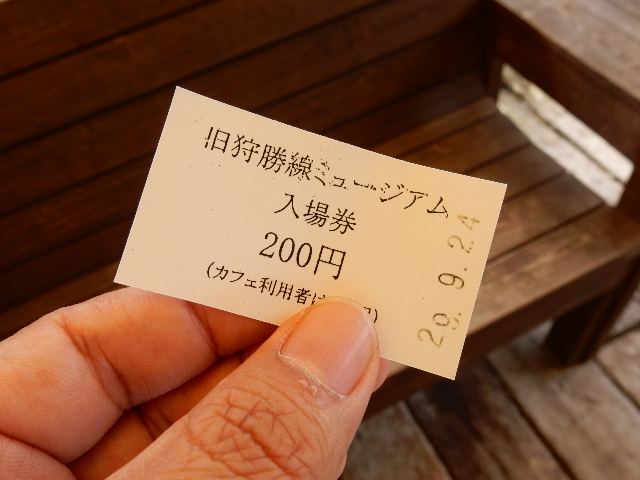 旧狩勝線ミュージアム
入場券
200円
(カフェ利用者は
29.9.24